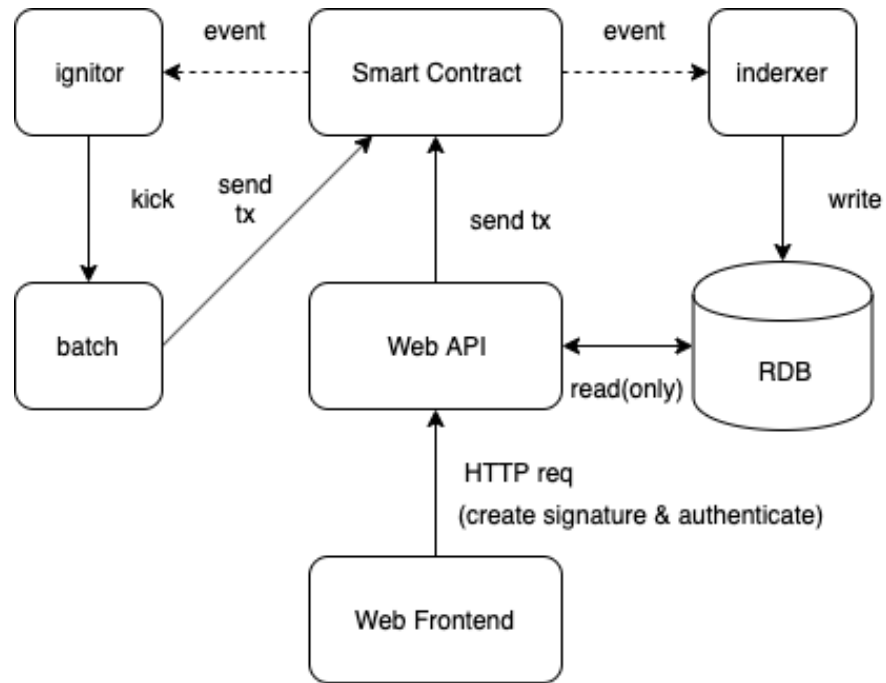 event
event
ignitor
Smart Contract
inderxer
kick
send
tx
send tx
write
batch
Web API
RDB
read(only)
HTTP req
(create signature & authenticate)
Web Frontend